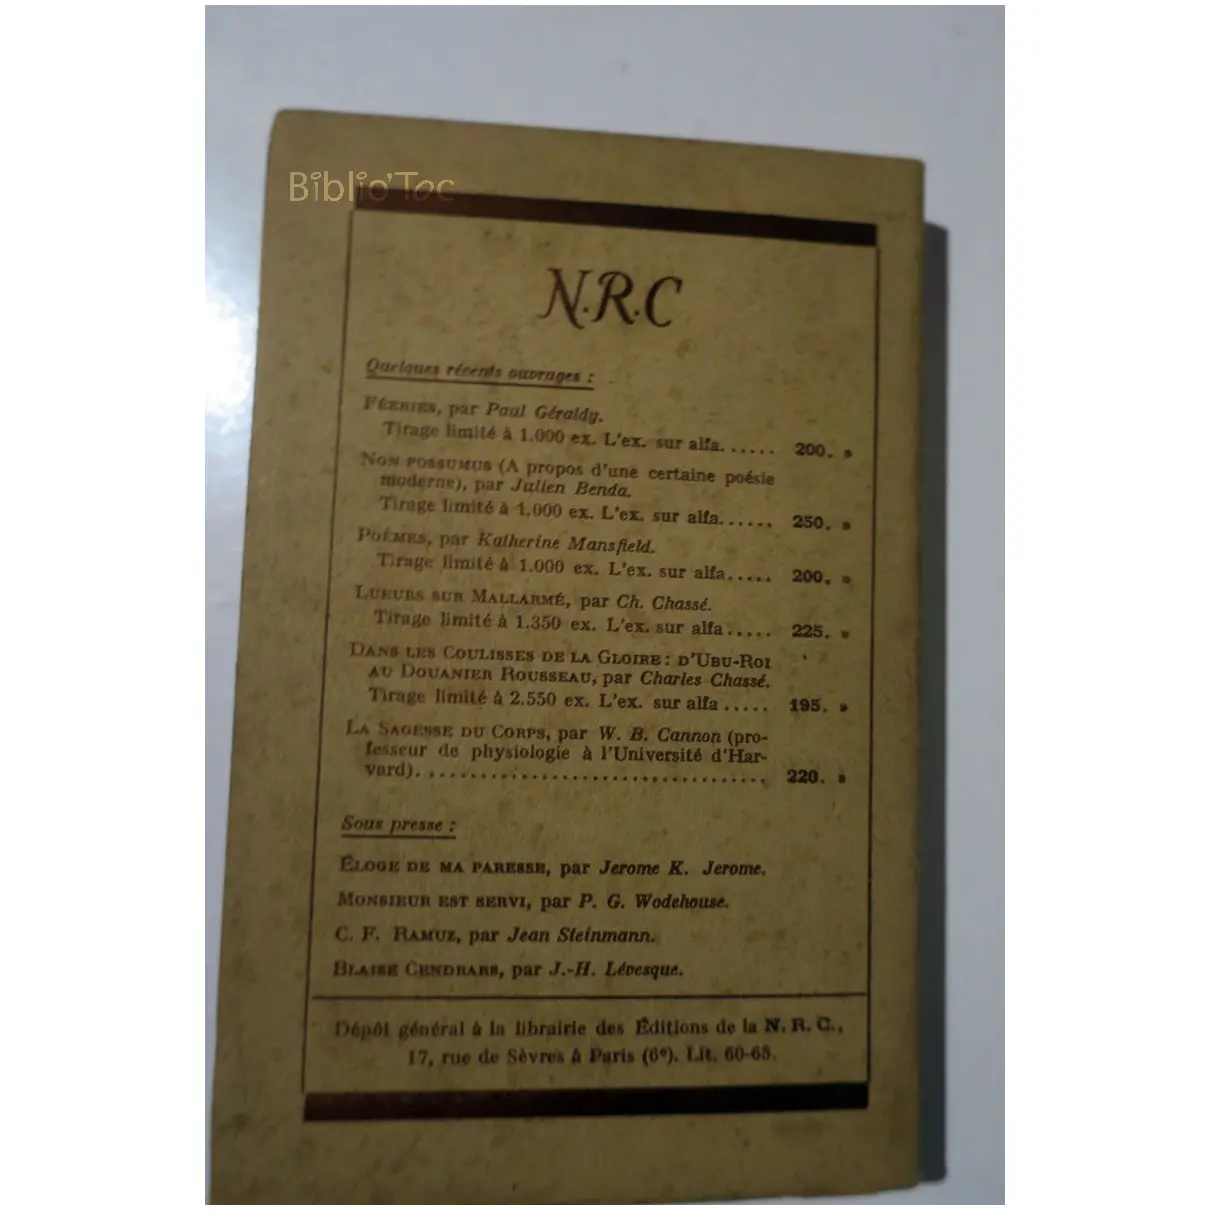 Biblio'Toc
N.R.C
Quelques récents ouvrages :
FÉERIES, par Paul Géraldy.
Tirage limité à 1.000 ex. L'ex. sur alfa...... 200. »
NON POSSUMUS (A propos d'une certaine poésie
moderne), par Julien Benda.
Tirage limité à 1.000 ex. L'ex. sur alfa...... 250. »
POÈMES, par Katherine Mansfield.
Tirage limité à 1.000 ex. L'ex. sur alfa..... 200. »
LUEURS SUR MALLARMÉ, par Ch. Chassé.
Tirage limité à 1.350 ex. L'ex. sur alfa..... 225. »
DANS LES COULISSES DE LA GLOIRE : D'UBU-ROI
AU DOUANIER ROUSSEAU, par Charles Chassé.
Tirage limité à 2.550 ex. L'ex. sur alfa ..... 195. »
LA SAGESSE DU CORPS, par W. B. Cannon (pro-
fesseur de physiologie à l'Université d'Har-
vard)................................. 220. »
Sous presse :
ÉLOGE DE MA PARESSE, par Jerome K. Jerome.
MONSIEUR EST SERVI, par P. G. Wodehouse.
C. F. RAMUZ, par Jean Steinmann.
BLAISE CENDRARS, par J.-H. Lévesque.
Dépôt général à la librairie des Éditions de la N. R. C.,
17, rue de Sèvres à Paris (6e). Lit. 60-65.